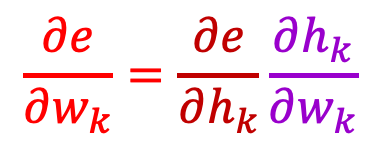 ∂e/∂w_k = ∂e/∂h_k ∂h_k/∂w_k